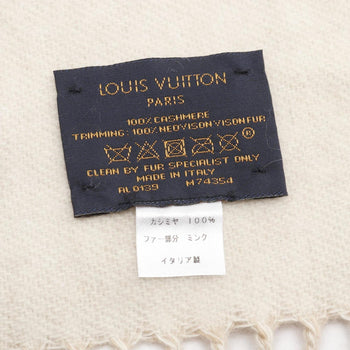 LOUIS VUITTON
PARIS
100% CASHMERE
TRIMMING: 100% NEOVISON VISON FUR
CLEAN BY FUR SPECIALIST ONLY
MADE IN ITALY
AL0139 M74354
カシミヤ 100%
ファー部分 ミンク
イタリア製